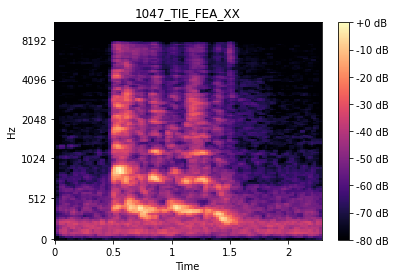 1047_TIE_FEA_XX
Hz
8192
4096
2048
1024
512
0
0
0.5
1
1.5
2
Time
+0 dB
-10 dB
-20 dB
-30 dB
-40 dB
-50 dB
-60 dB
-70 dB
-80 dB